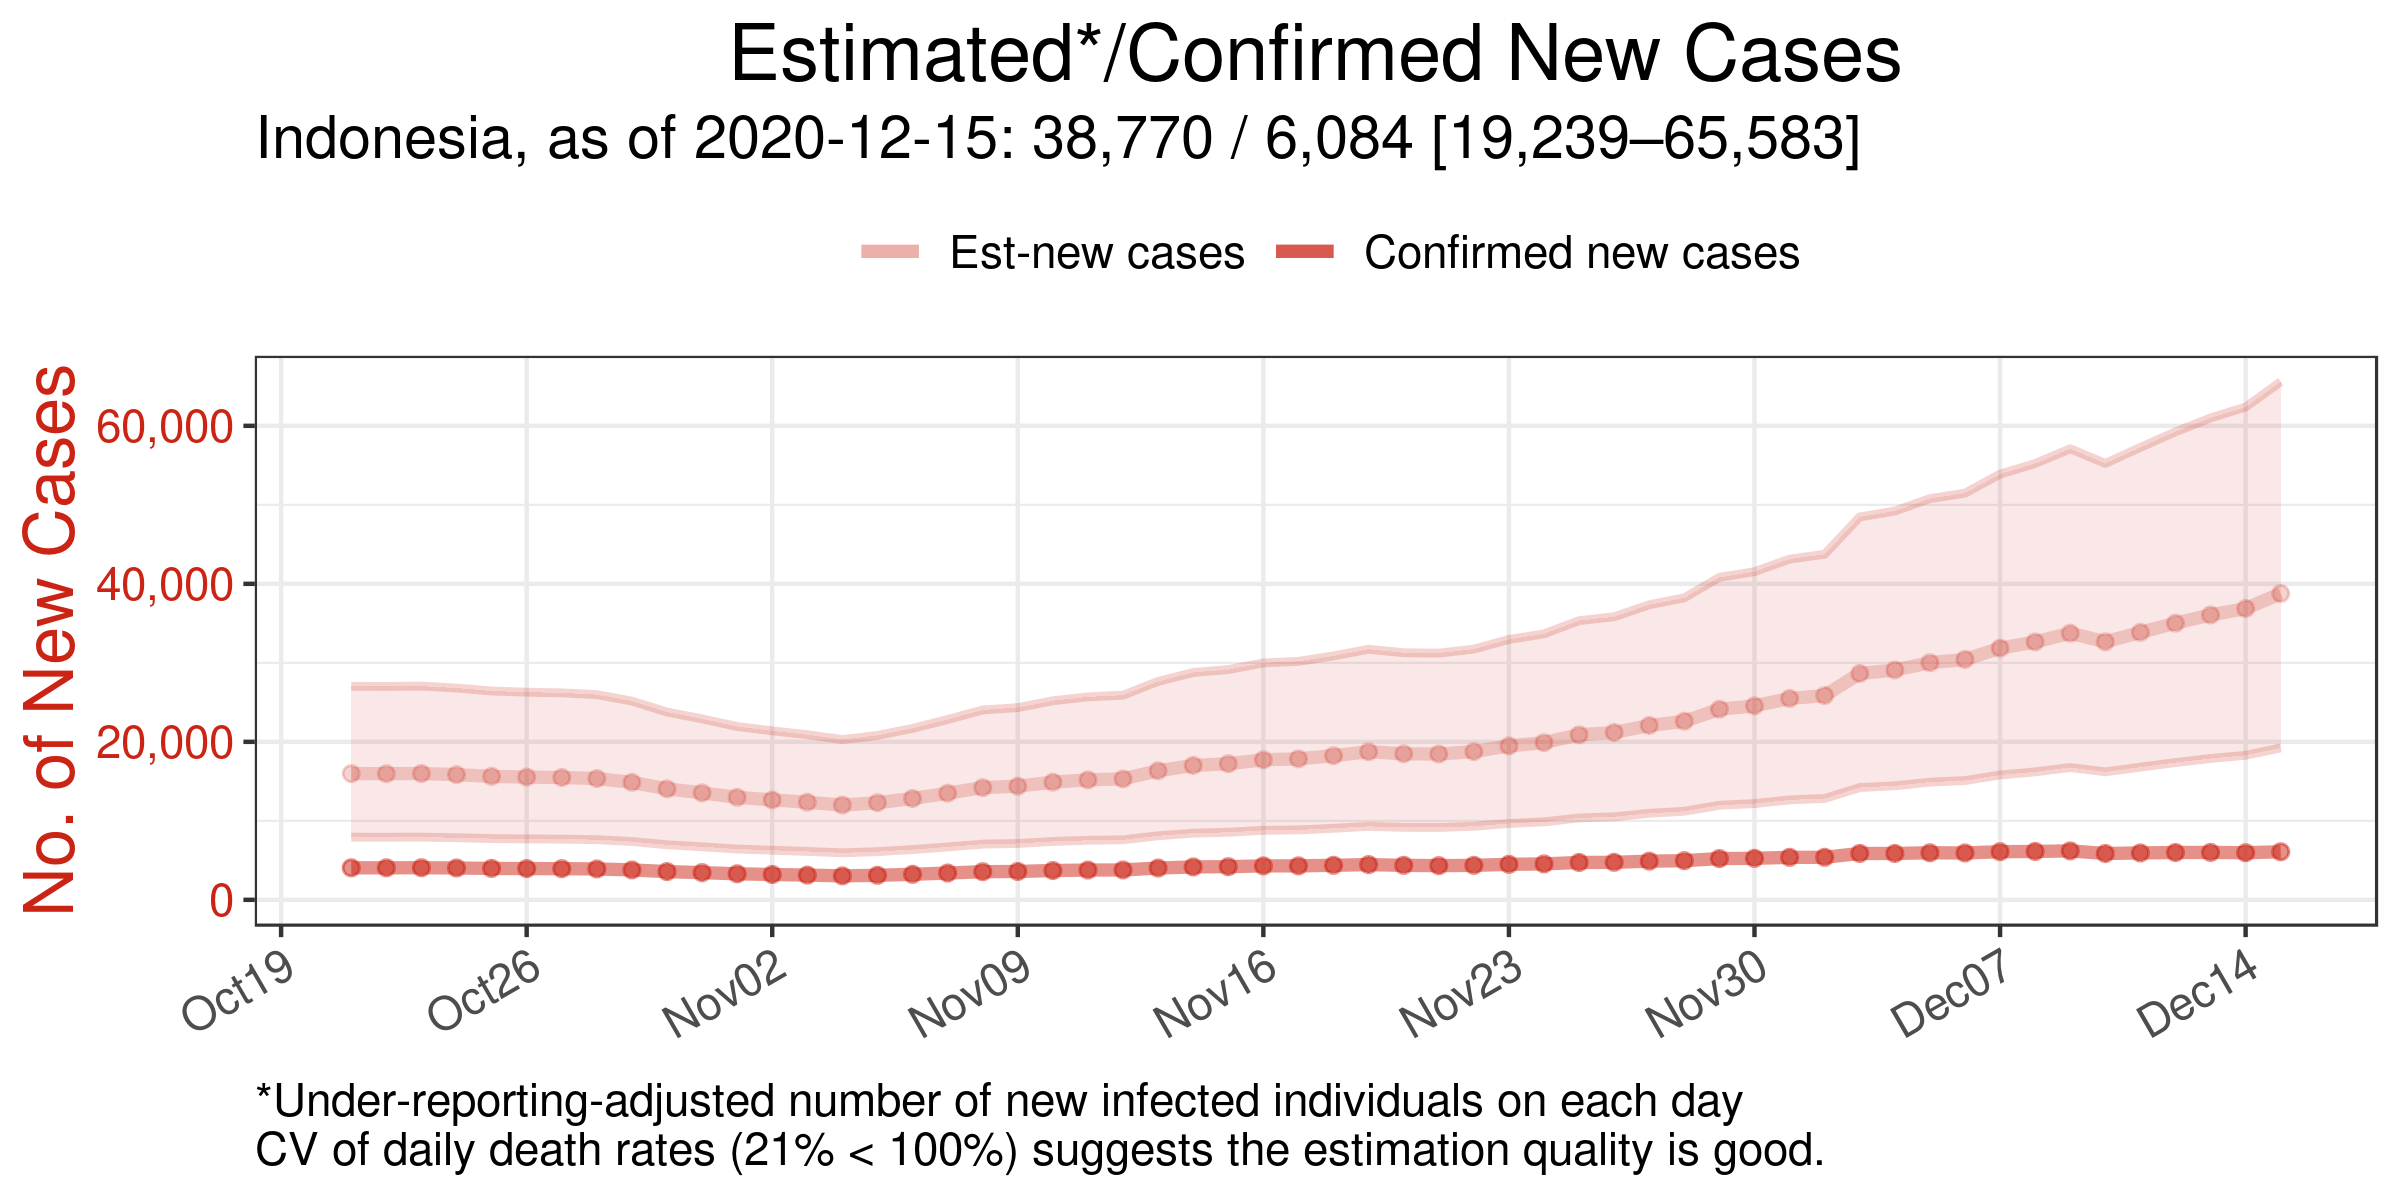 Estimated*/Confirmed New Cases
Indonesia, as of 2020-12-15: 38,770 / 6,084 [19,239–65,583]
Est-new cases
Confirmed new cases
No. of New Cases
60,000
40,000
20,000
0
Oct19
Oct26
Nov02
Nov09
Nov16
Nov23
Nov30
Dec07
Dec14
*Under-reporting-adjusted number of new infected individuals on each day
CV of daily death rates (21% < 100%) suggests the estimation quality is good.